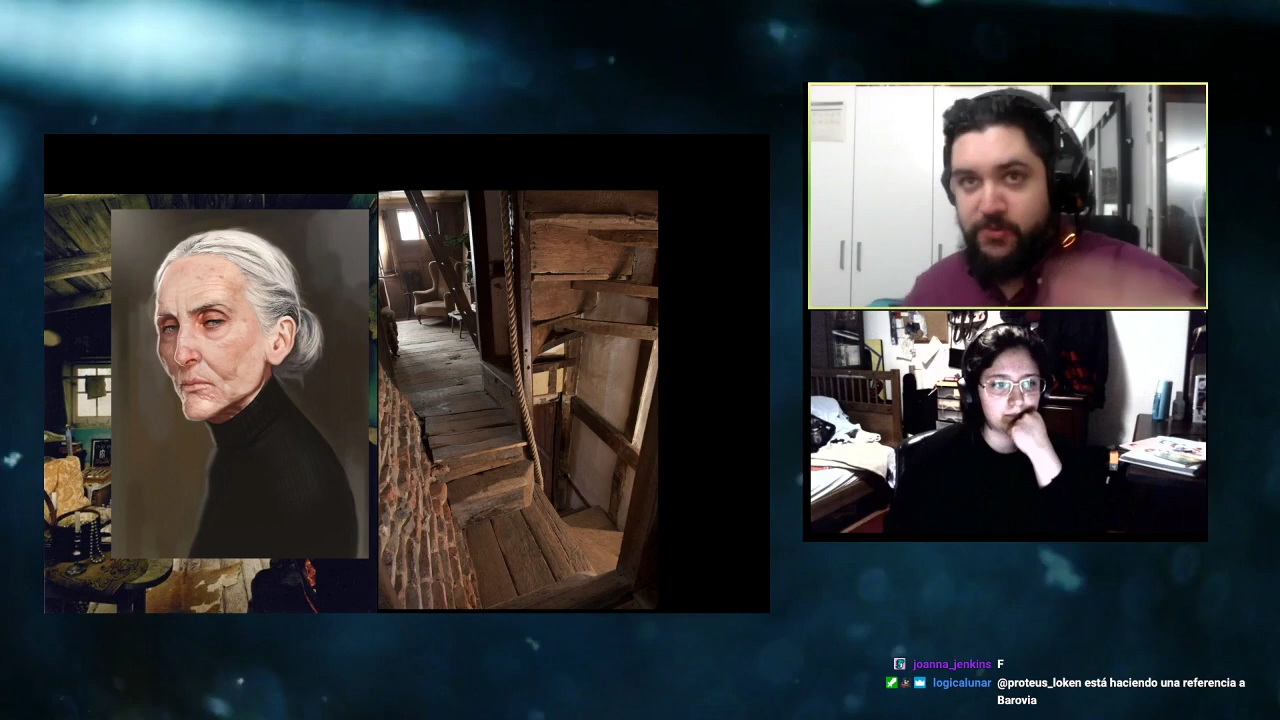 joanna_jenkins F
logicalunar @proteus_loken está haciendo una referencia a
Barovia